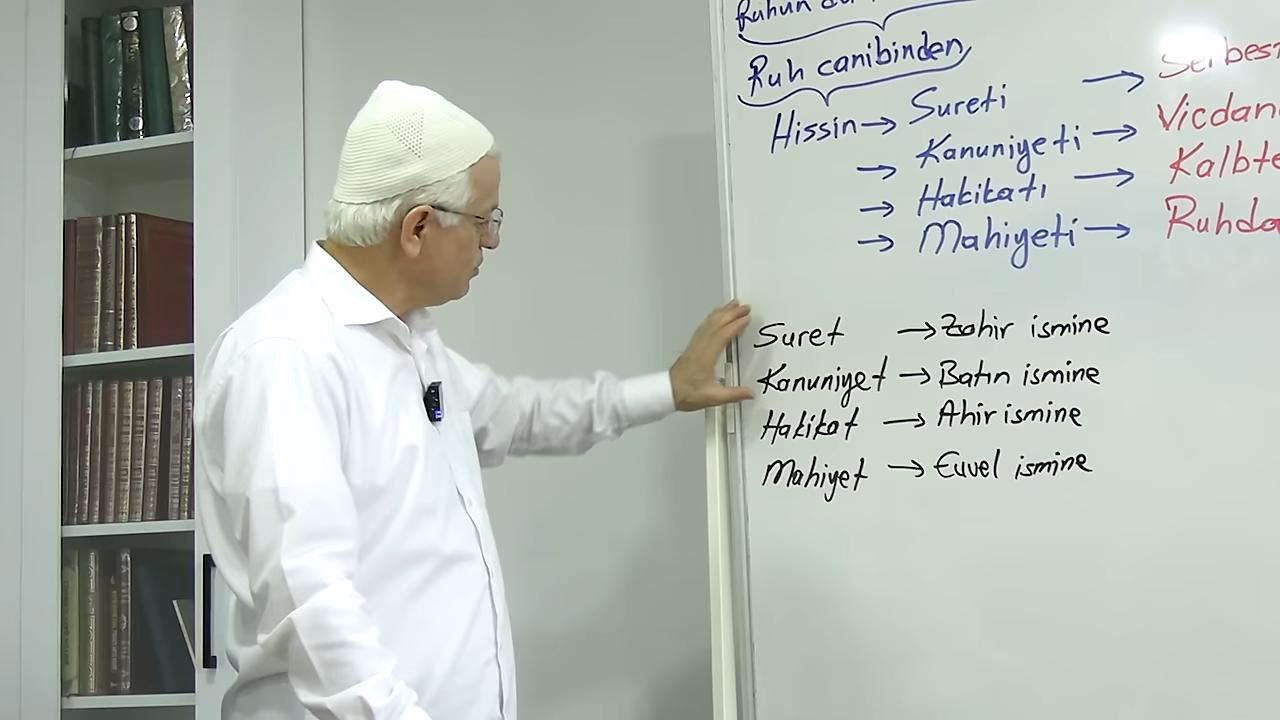 Ruhun
Ruh canibinden
Hissin → Sureti →
→ Kanuniyeti → Vicdan
→ Hakikatı → Kalbte
→ Mahiyeti → Ruhda
Suret → Zahir ismine
Kanuniyet → Batın ismine
Hakikat → Ahir ismine
Mahiyet → Evvel ismine